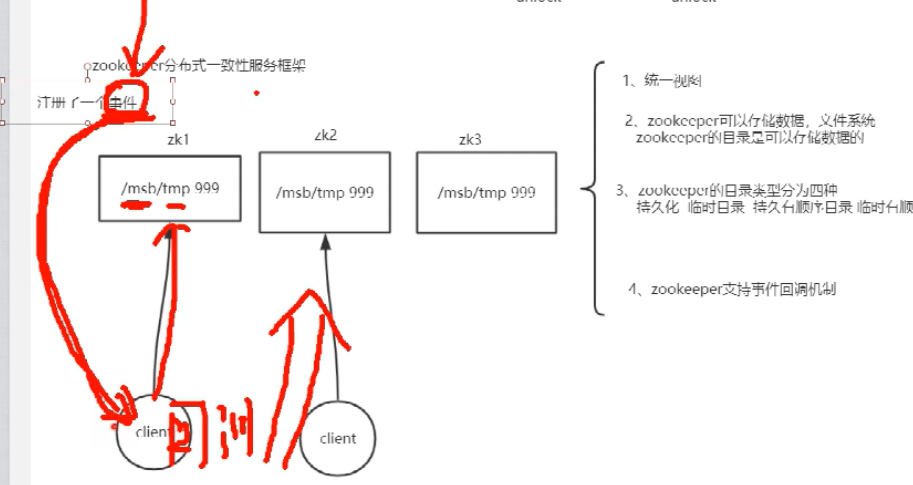 unlock unlock
zookeeper分布式一致性服务框架
注册了一个事件
zk1 zk2 zk3
/msb/tmp 999 /msb/tmp 999 /msb/tmp 999
1、统一视图
2、zookeeper可以存储数据，文件系统
zookeeper的目录是可以存储数据的
3、zookeeper的目录类型分为四种
持久化 临时目录 持久有顺序目录 临时有顺
4、zookeeper支持事件回调机制
client 回调 client